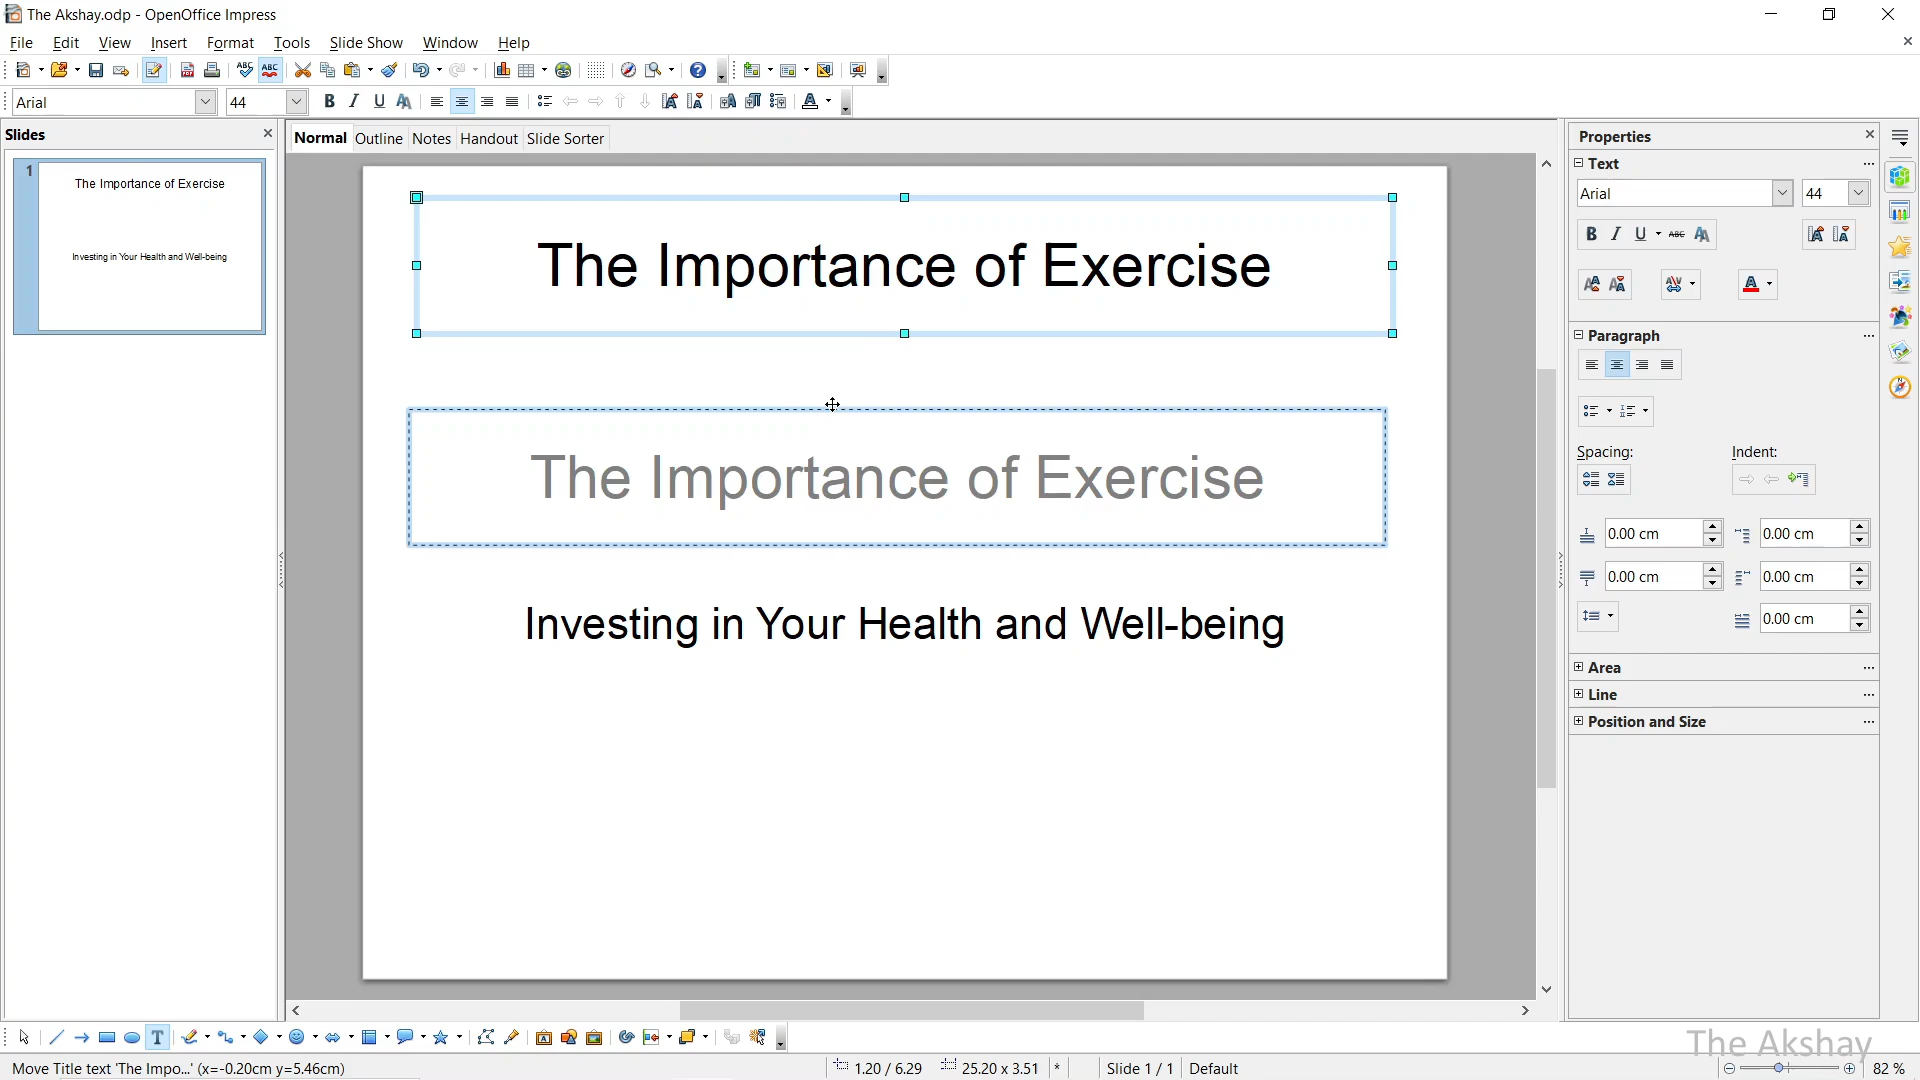 The Akshay.odp - OpenOffice Impress
File Edit View Insert Format Tools Slide Show Window Help
Arial 44
Slides
1
The Importance of Exercise
Investing in Your Health and Well-being
Normal Outline Notes Handout Slide Sorter
The Importance of Exercise
The Importance of Exercise
Investing in Your Health and Well-being
Properties
Text
Arial 44
Paragraph
Spacing: Indent:
0.00 cm 0.00 cm
0.00 cm 0.00 cm
0.00 cm
Area
Line
Position and Size
The Akshay
Move Title text 'The Impo...' (x=-0.20cm y=5.46cm) 1.20 / 6.29 25.20 x 3.51 * Slide 1 / 1 Default 82 %